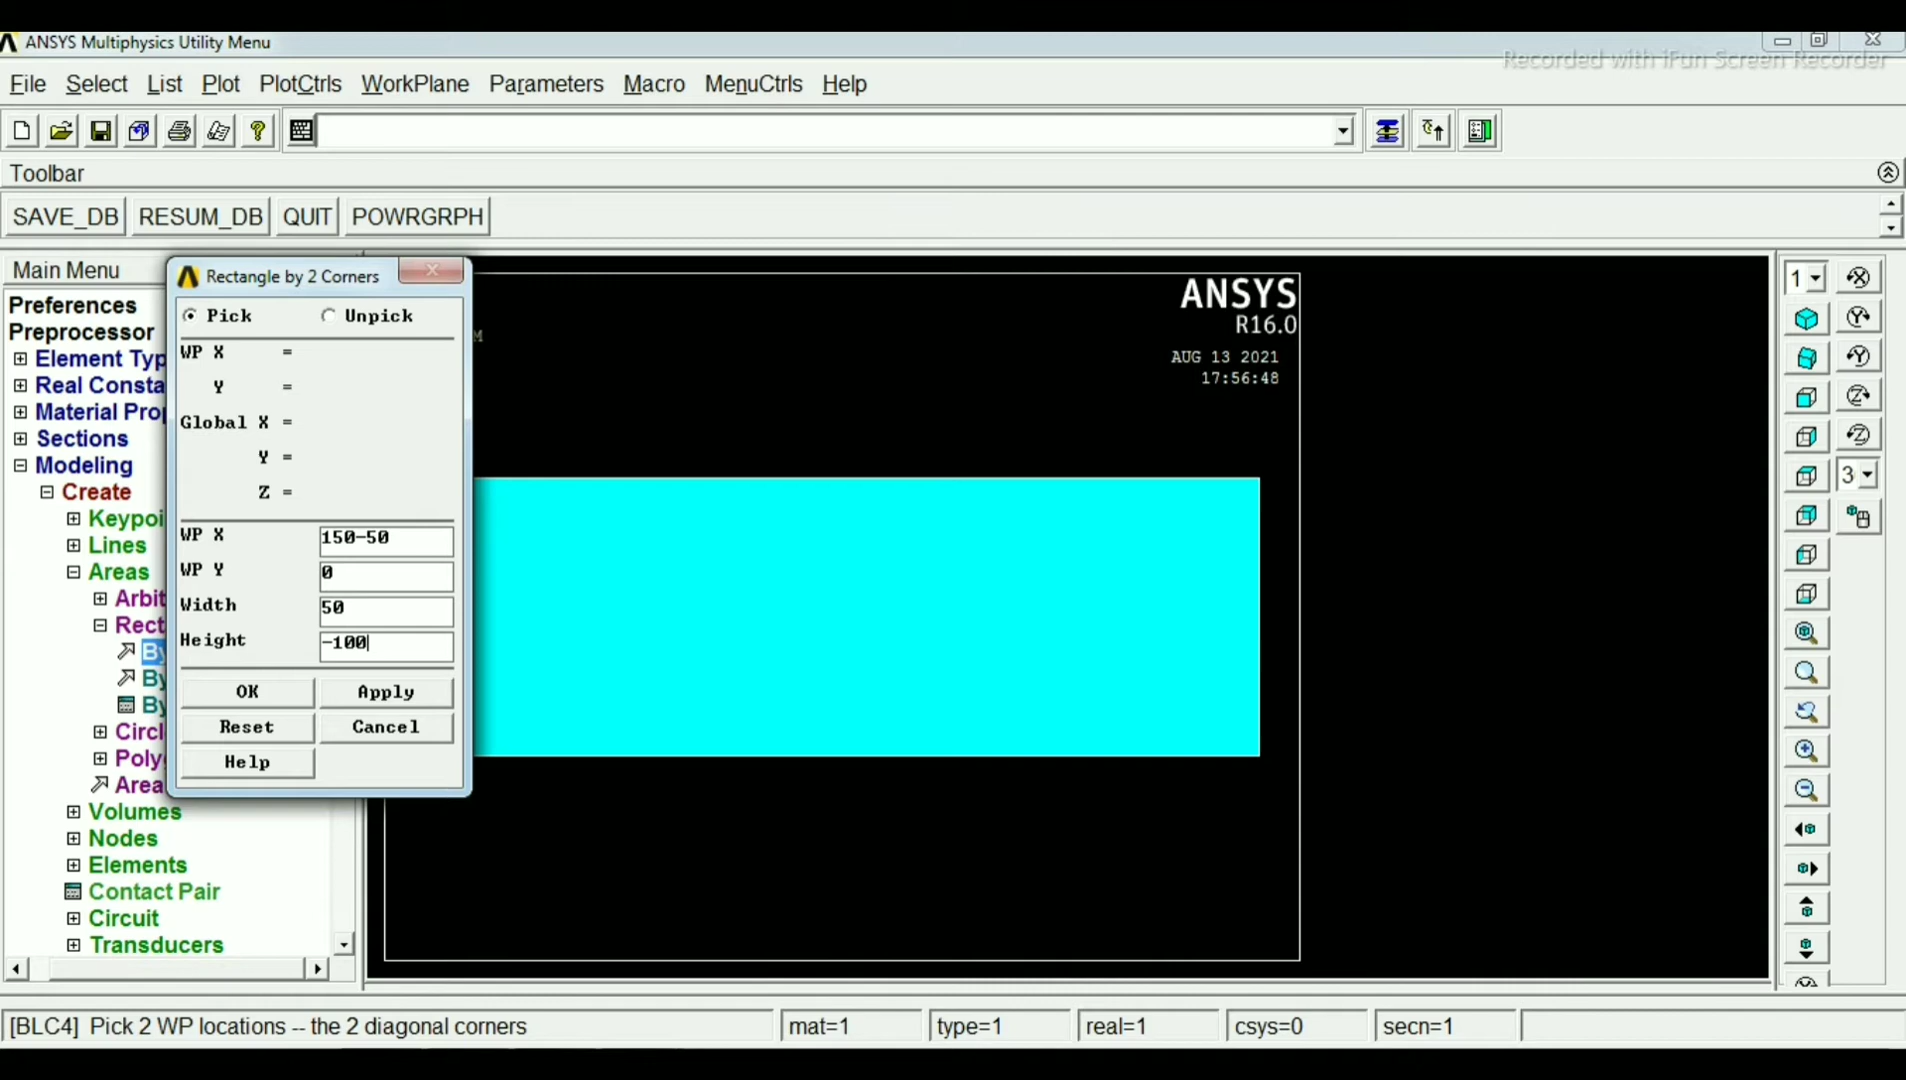 ANSYS Multiphysics Utility Menu
Recorded with iFun Screen Recorder
File Select List Plot PlotCtrls WorkPlane Parameters Macro MenuCtrls Help
Toolbar
SAVE_DB RESUM_DB QUIT POWRGRPH
Main Menu
Preferences
Preprocessor
Element Typ
Real Consta
Material Prop
Sections
Modeling
Create
Keypoi
Lines
Areas
Arbit
Rect
By
By
By
Circl
Polyg
Area
Volumes
Nodes
Elements
Contact Pair
Circuit
Transducers
Rectangle by 2 Corners
Pick Unpick
WP X =
Y =
Global X =
Y =
Z =
WP X 150-50
WP Y 0
Width 50
Height -100
OK Apply
Reset Cancel
Help
M
ANSYS
R16.0
AUG 13 2021
17:56:48
1
3
[BLC4] Pick 2 WP locations -- the 2 diagonal corners
mat=1 type=1 real=1 csys=0 secn=1